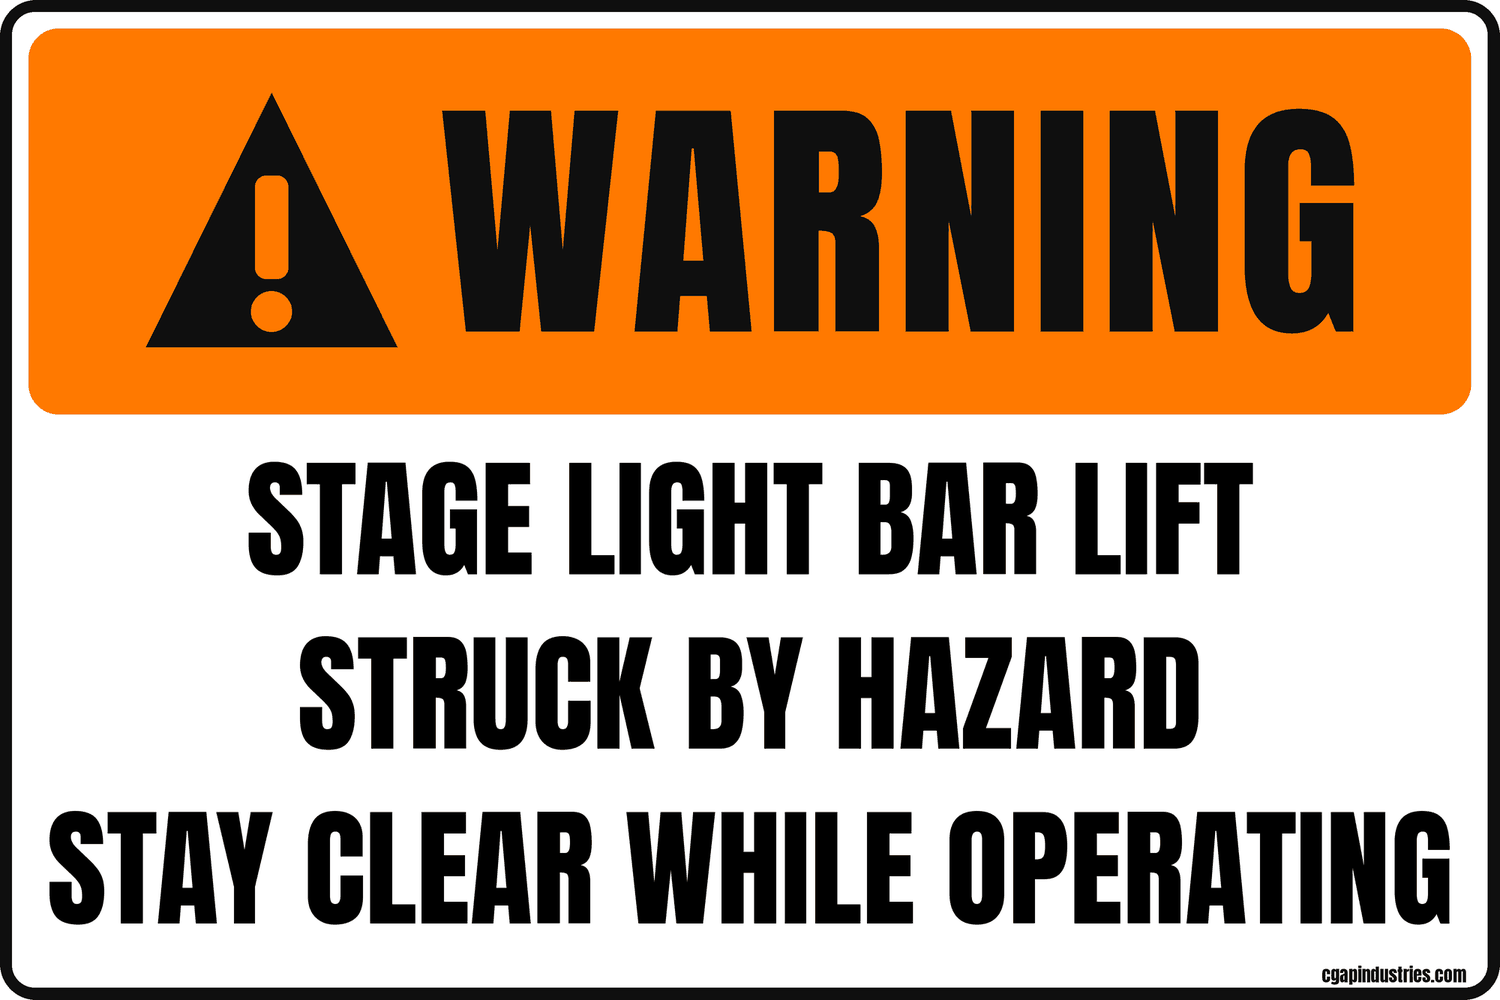 WARNING
STAGE LIGHT BAR LIFT
STRUCK BY HAZARD
STAY CLEAR WHILE OPERATING
cgapindustries.com